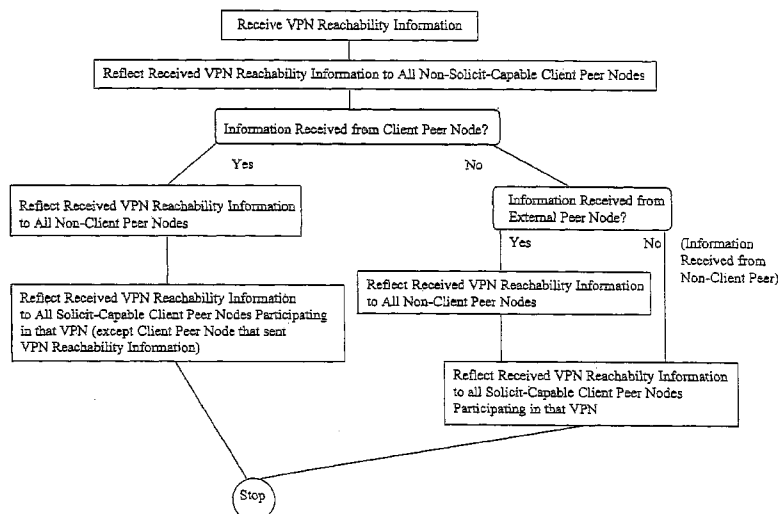 Receive VPN Reachability Information
Reflect Received VPN Reachability Information to All Non-Solicit-Capable Client Peer Nodes
Information Received from Client Peer Node?
Yes
No
Reflect Received VPN Reachability Information
to All Non-Client Peer Nodes
Information Received from
External Peer Node?
Yes
No
(Information
Received from
Non-Client Peer)
Reflect Received VPN Reachability Information
to All Non-Client Peer Nodes
Reflect Received VPN Reachability Information
to All Solicit-Capable Client Peer Nodes Participating
in that VPN (except Client Peer Node that sent
VPN Reachability Information)
Reflect Received VPN Reachability Information
to all Solicit-Capable Client Peer Nodes
Participating in that VPN
Stop